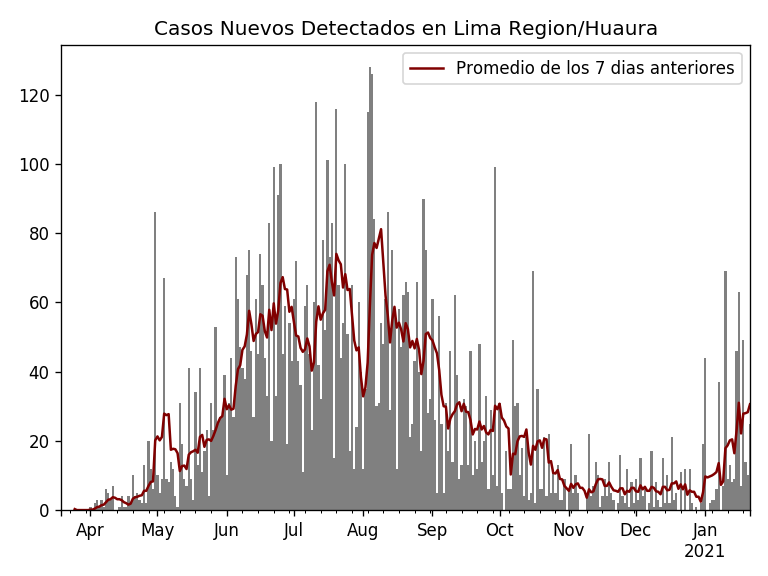 Casos Nuevos Detectados en Lima Region/Huaura
Promedio de los 7 dias anteriores
120
100
80
60
40
20
0
Apr May Jun Jul Aug Sep Oct Nov Dec Jan
2021